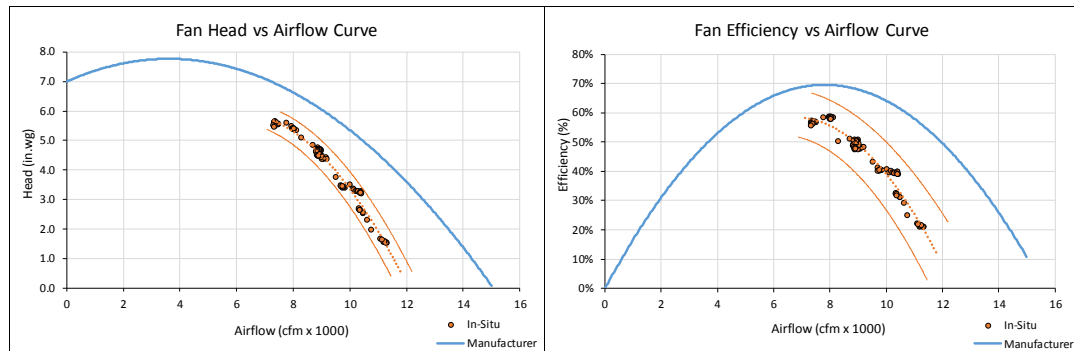 Fan Head vs Airflow Curve
8.0
7.0
6.0
5.0
4.0
3.0
2.0
1.0
0.0
Head (in.wg)
0 2 4 6 8 10 12 14 16
Airflow (cfm x 1000)
In-Situ
Manufacturer
Fan Efficiency vs Airflow Curve
80%
70%
60%
50%
40%
30%
20%
10%
0%
Efficiency (%)
0 2 4 6 8 10 12 14 16
Airflow (cfm x 1000)
In-Situ
Manufacturer